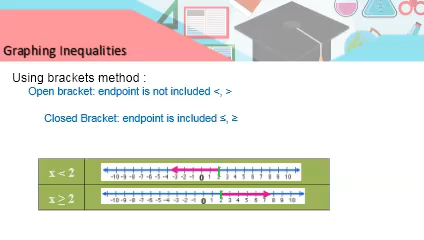 Graphing Inequalities
Using brackets method :
Open bracket: endpoint is not included <, >
Closed Bracket: endpoint is included ≤, ≥
x < 2
-10 -9 -8 -7 -6 -5 -4 -3 -2 -1 0 1 2 3 4 5 6 7 8 9 10
x ≥ 2
-10 -9 -8 -7 -6 -5 -4 -3 -2 -1 0 1 2 3 4 5 6 7 8 9 10